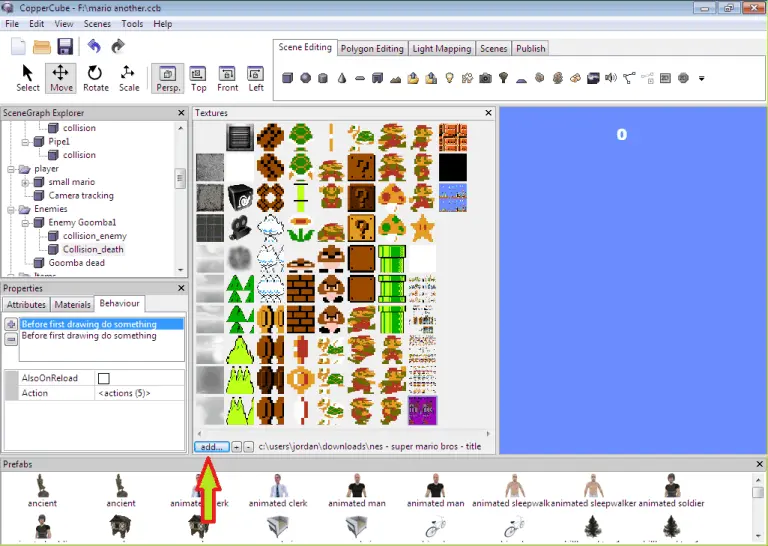 CopperCube - F:\mario another.ccb
File Edit View Scenes Tools Help
Scene Editing Polygon Editing Light Mapping Scenes Publish
Select Move Rotate Scale Persp. Top Front Left
SceneGraph Explorer
collision
Pipe1
collision
player
small mario
Camera tracking
Enemies
Enemy Goomba1
collision_enemy
Collision_death
Goomba dead
Properties
Attributes Materials Behaviour
Before first drawing do something
Before first drawing do something
AlsoOnReload
Action <actions (5)>
Textures
? 
?
add... + - c:\users\jordan\downloads\nes - super mario bros - title
0
Prefabs
ancient ancient clerk animated clerk animated man animated man animated sleepwalker animated sleepwalker animated soldier